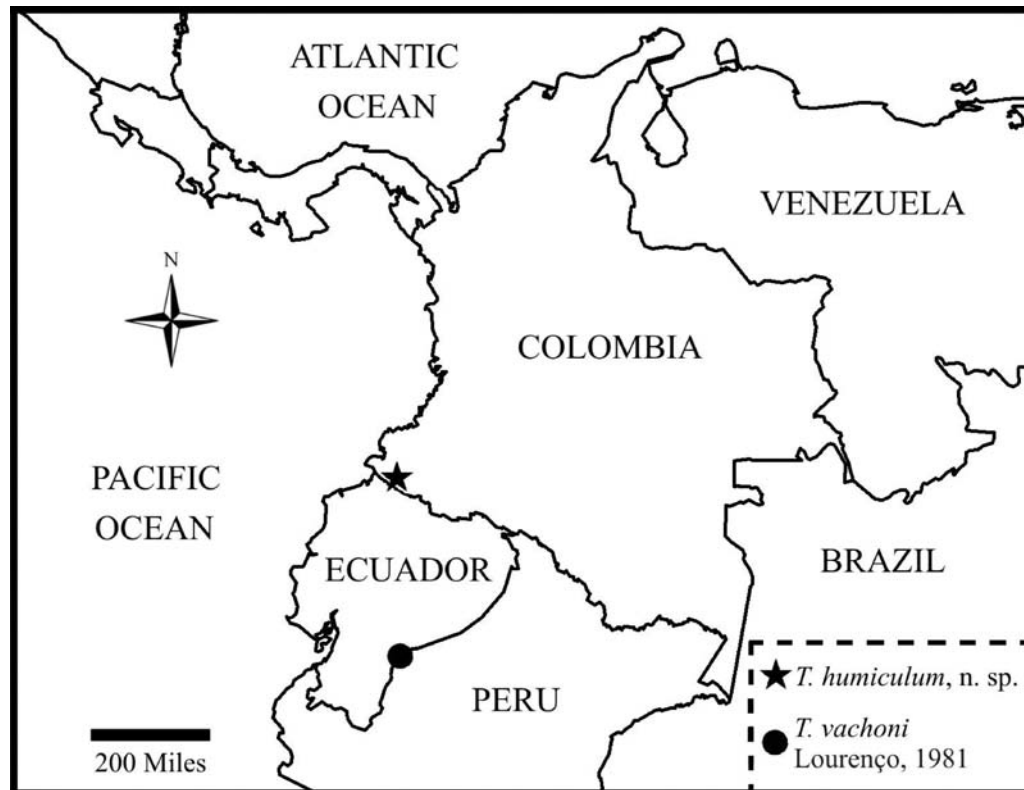 ATLANTIC
OCEAN
VENEZUELA
N
COLOMBIA
PACIFIC
OCEAN
ECUADOR
BRAZIL
PERU
200 Miles
T. humiculum, n. sp.
T. vachoni
Lourenço, 1981